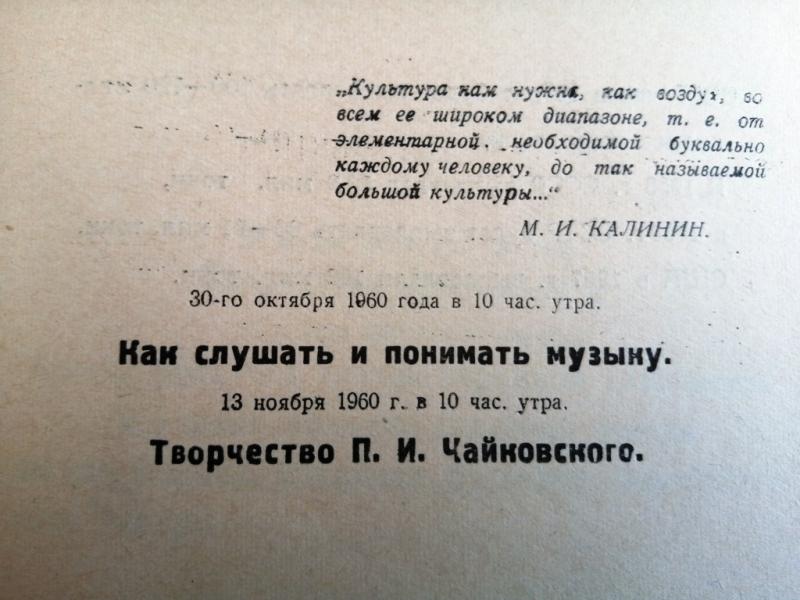 „Культура нам нужна, как воздух, во
всем ее широком диапазоне, т. е. от
элементарной, необходимой буквально
каждому человеку, до так называемой
большой культуры...“
М. И. КАЛИНИН.
30-го октября 1960 года в 10 час. утра.
Как слушать и понимать музыку.
13 ноября 1960 г. в 10 час. утра.
Творчество П. И. Чайковского.